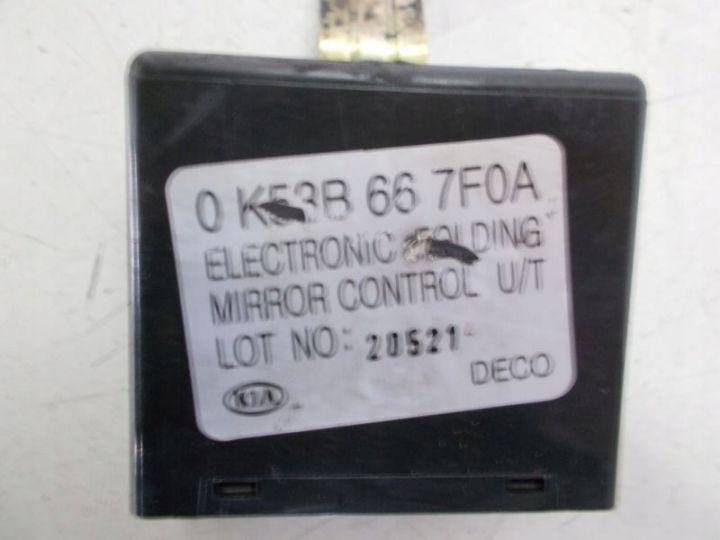 0 K53B 66 7F0A
ELECTRONIC FOLDING
MIRROR CONTROL U/T
LOT NO: 20521
DECO
KIA